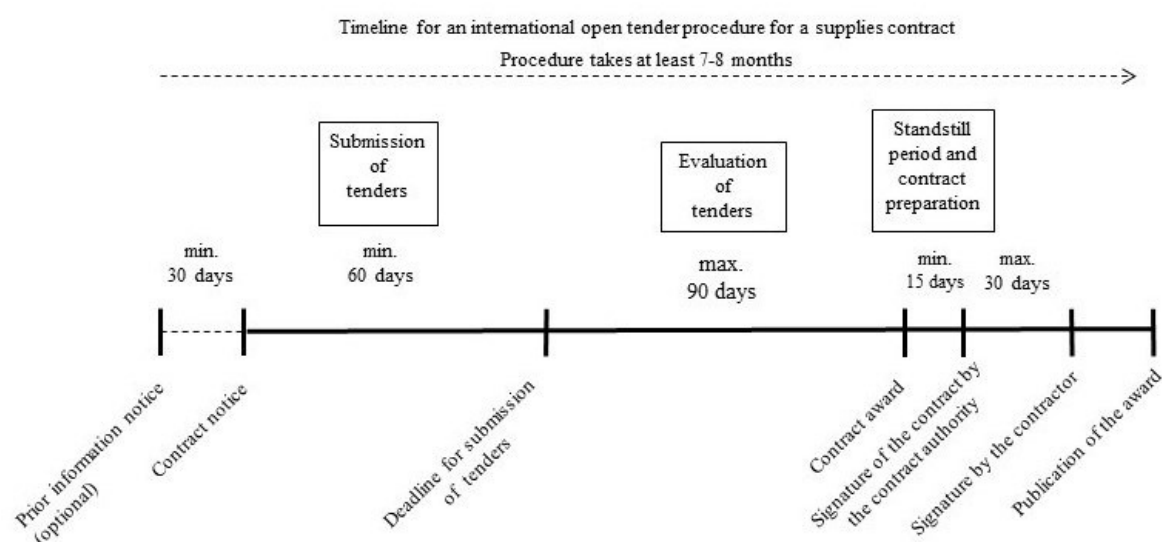 Timeline for an international open tender procedure for a supplies contract
Procedure takes at least 7-8 months
Submission
of
tenders
Evaluation
of
tenders
Standstill
period and
contract
preparation
min.
30 days
min.
60 days
max.
90 days
min.
15 days
max.
30 days
Prior information notice
(optional)
Contract notice
Deadline for submission
of tenders
Contract award
Signature of the contract by
the contract authority
Signature by the contractor
Publication of the award